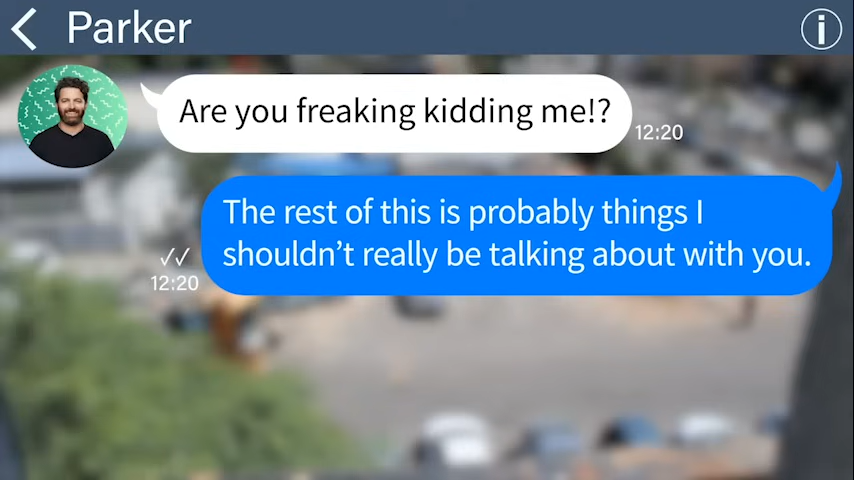 Parker
Are you freaking kidding me!?
12:20
The rest of this is probably things I
shouldn’t really be talking about with you.
12:20